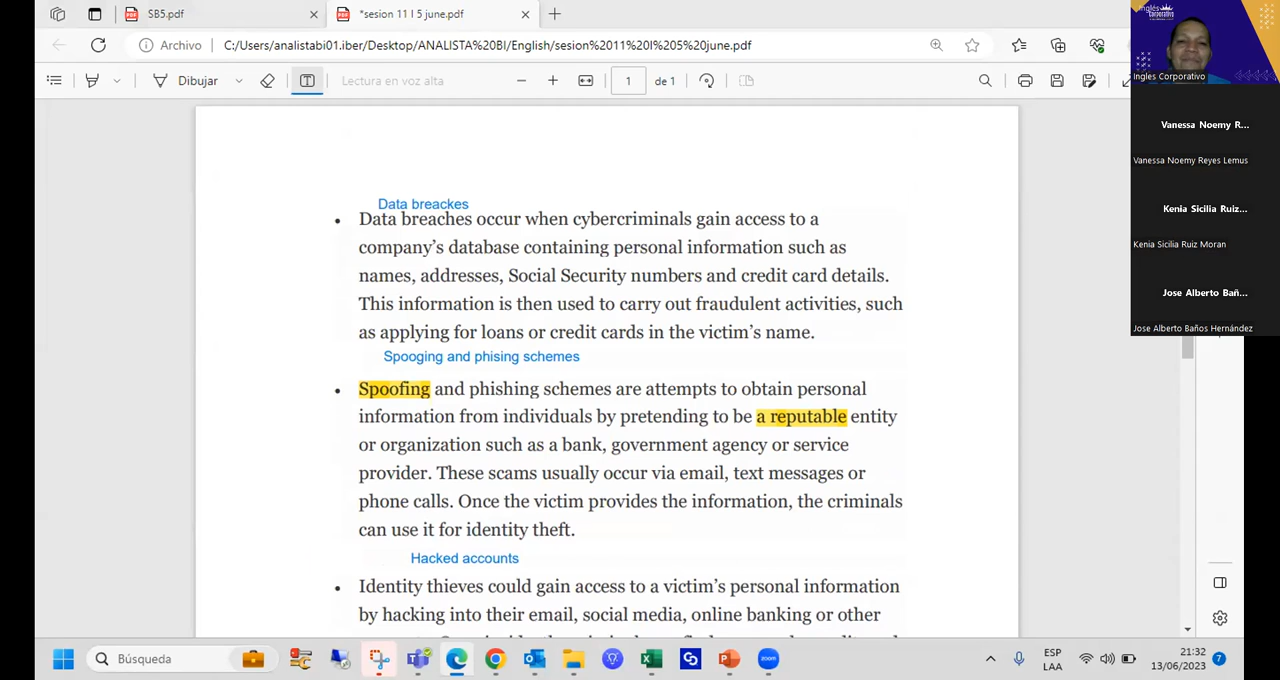 SB5.pdf
*sesion 11 I 5 june.pdf
Archivo
C:/Users/analistabi01.iber/Desktop/ANALISTA%20BI/English/sesion%2011%20I%205%20june.pdf
Dibujar
Lectura en voz alta
1
de 1
Inglés
Corporativo
Ingles Corporativo
Vanessa Noemy R...
Vanessa Noemy Reyes Lemus
Kenia Sicilia Ruiz...
Kenia Sicilia Ruiz Moran
Jose Alberto Bañ...
Jose Alberto Baños Hernández
Data breackes
• Data breaches occur when cybercriminals gain access to a
company’s database containing personal information such as
names, addresses, Social Security numbers and credit card details.
This information is then used to carry out fraudulent activities, such
as applying for loans or credit cards in the victim’s name.
Spooging and phising schemes
• Spoofing and phishing schemes are attempts to obtain personal
information from individuals by pretending to be a reputable entity
or organization such as a bank, government agency or service
provider. These scams usually occur via email, text messages or
phone calls. Once the victim provides the information, the criminals
can use it for identity theft.
Hacked accounts
• Identity thieves could gain access to a victim’s personal information
by hacking into their email, social media, online banking or other
Búsqueda
zoom
ESP
LAA
21:32
13/06/2023
7